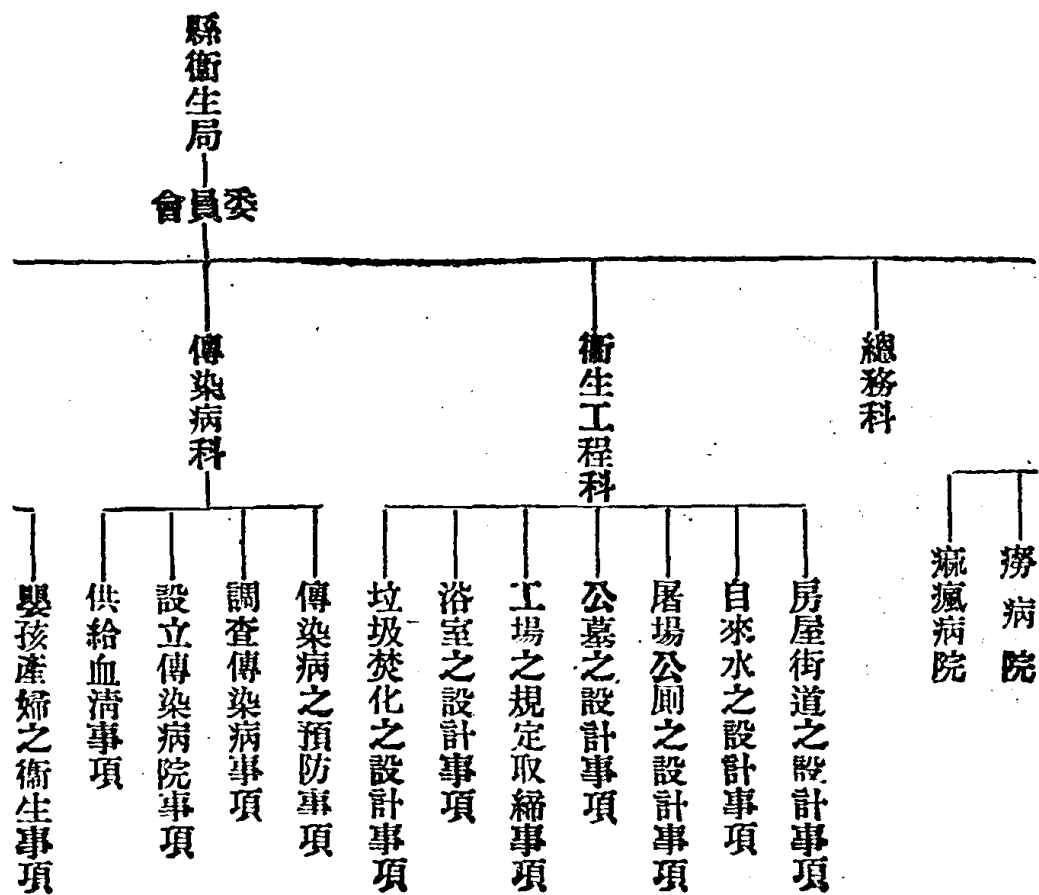 縣衞生局
會員委
總務科
衞生工程科
傳染病科
癆病院
痲瘋病院
房屋街道之設計事項
自來水之設計事項
屠場公厠之設計事項
公墓之設計事項
工場之規定取締事項
浴室之設計事項
垃圾焚化之設計事項
傳染病之預防事項
調查傳染病事項
設立傳染病院事項
供給血清事項
嬰孩產婦之衞生事項